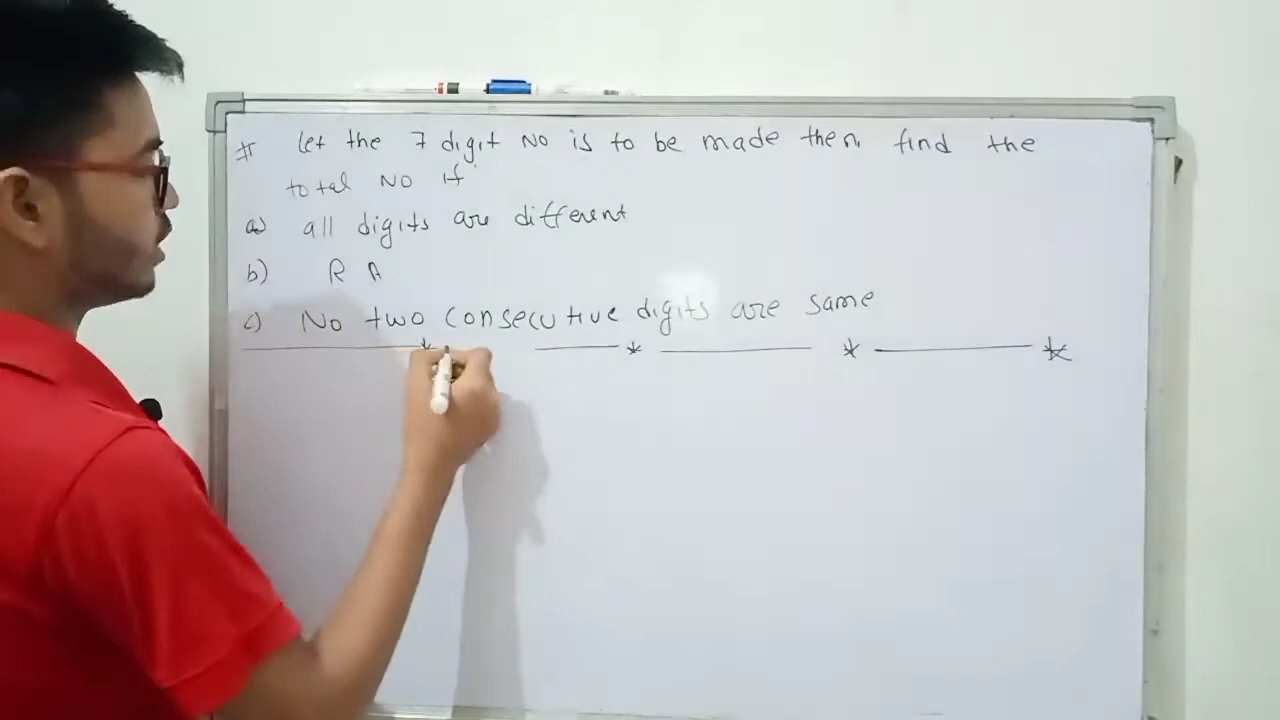 # Let the 7 digit NO is to be made then find the
total NO if
a) all digits are different
b) R A
c) No two consecutive digits are same